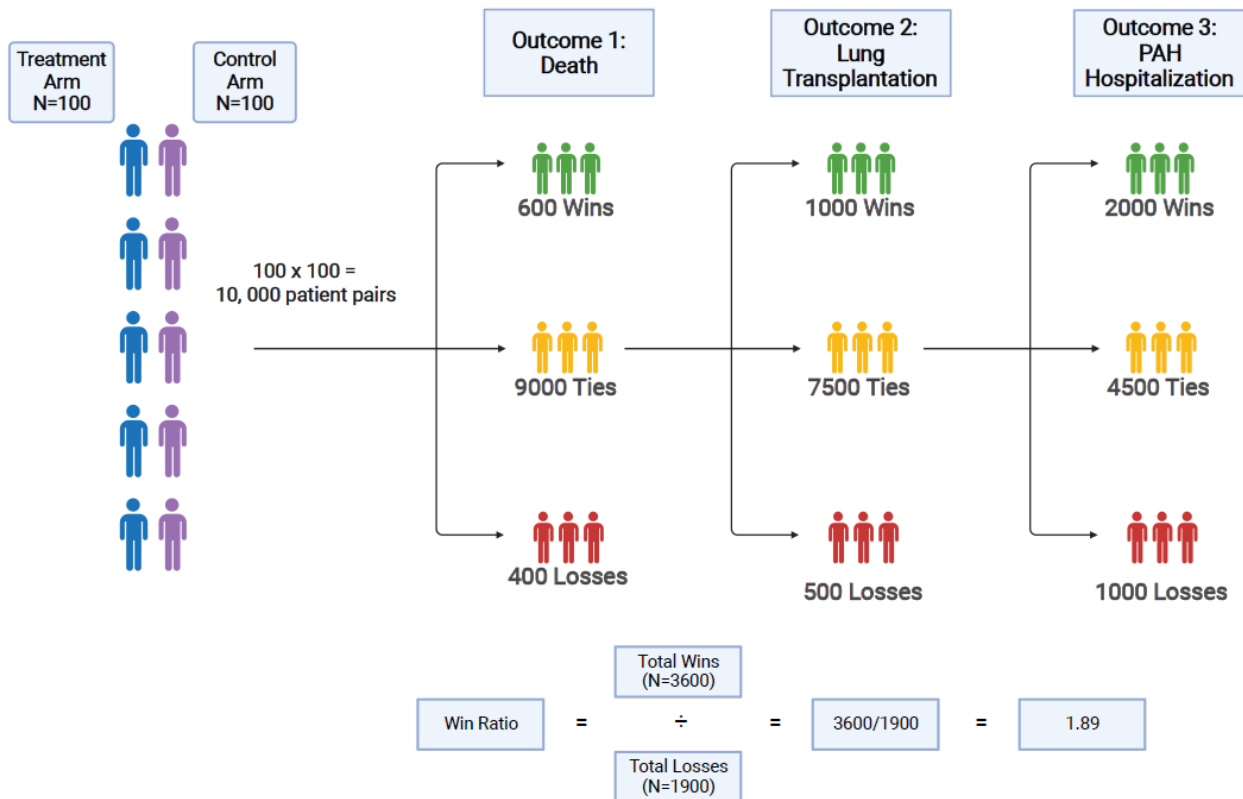 Treatment
Arm
N=100
Control
Arm
N=100
Outcome 1:
Death
Outcome 2:
Lung
Transplantation
Outcome 3:
PAH
Hospitalization
100 x 100 =
10, 000 patient pairs
600 Wins
1000 Wins
2000 Wins
9000 Ties
7500 Ties
4500 Ties
400 Losses
500 Losses
1000 Losses
Win Ratio
=
Total Wins
(N=3600)
÷
Total Losses
(N=1900)
=
3600/1900
=
1.89